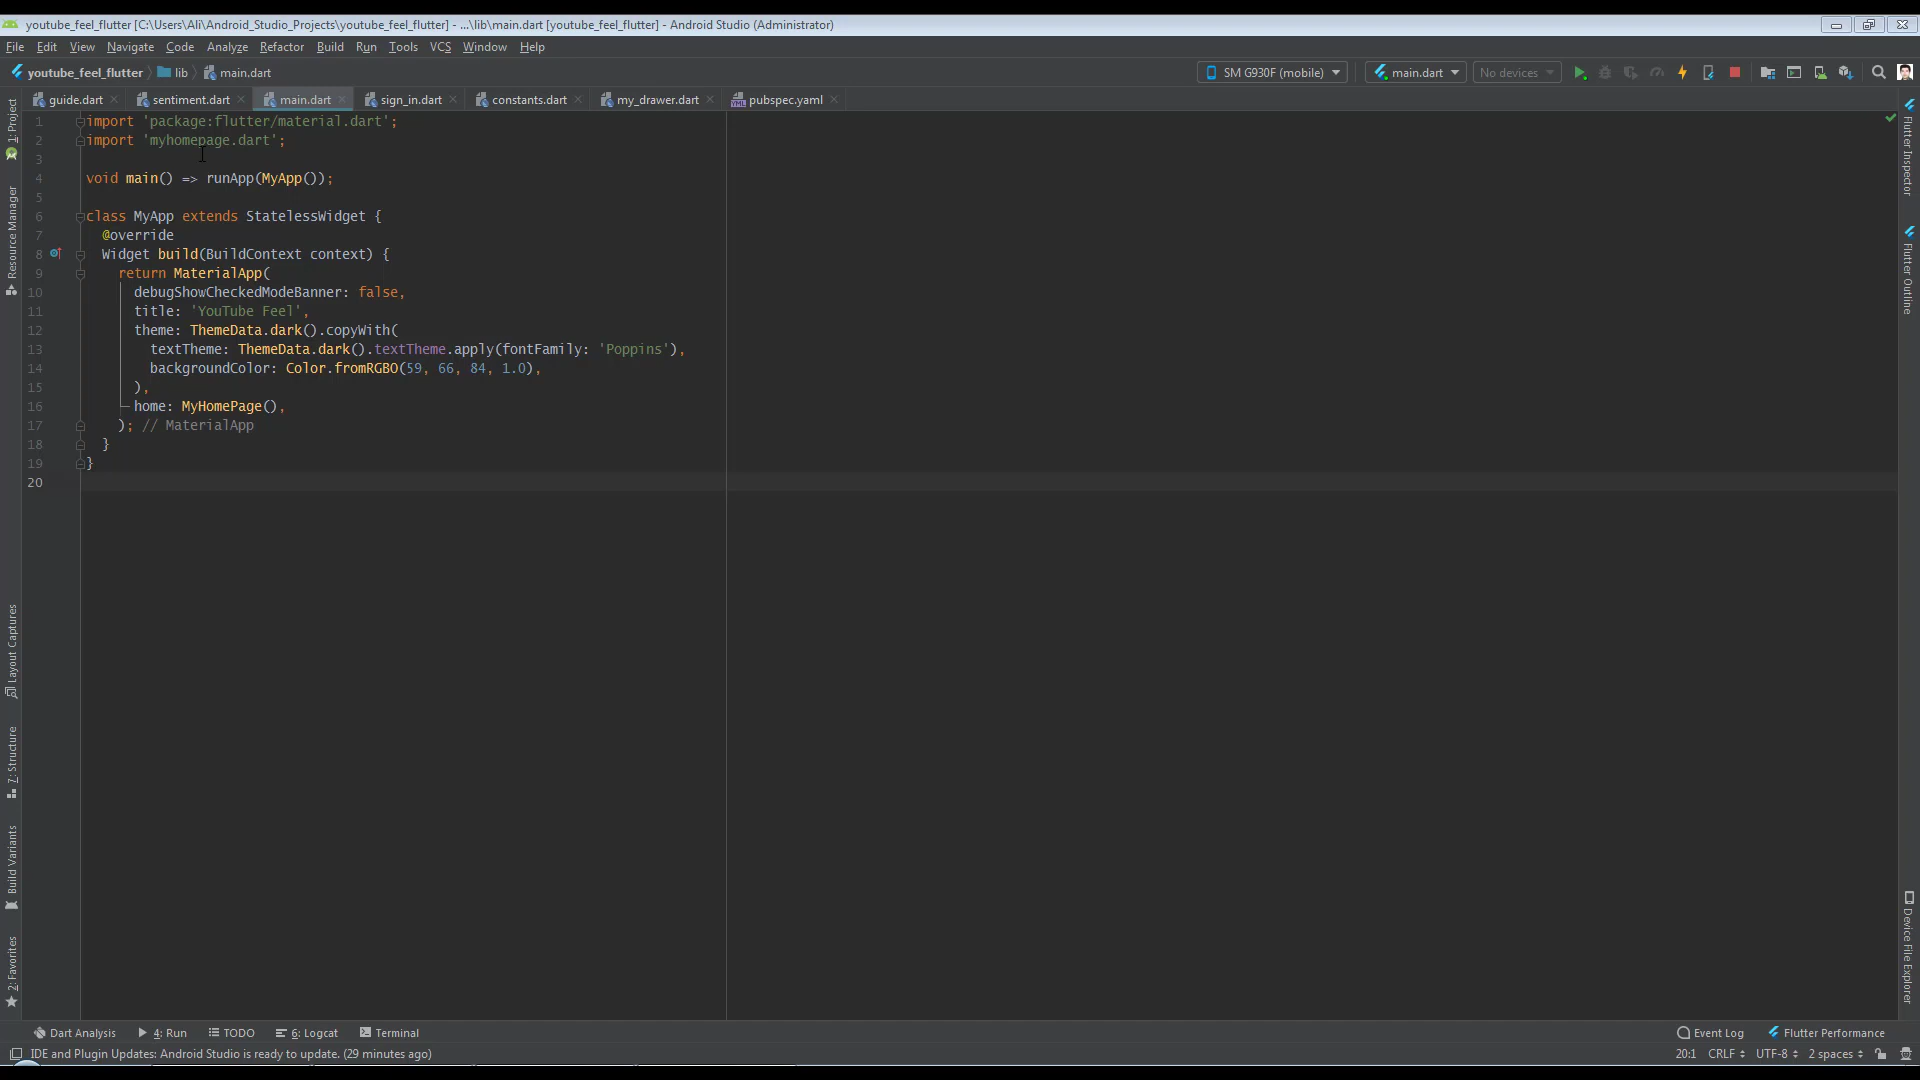 youtube_feel_flutter [C:\Users\Ali\Android_Studio_Projects\youtube_feel_flutter] - ...\lib\main.dart [youtube_feel_flutter] - Android Studio (Administrator)
File Edit View Navigate Code Analyze Refactor Build Run Tools VCS Window Help
youtube_feel_flutter lib main.dart SM G930F (mobile) main.dart No devices
guide.dart sentiment.dart main.dart sign_in.dart constants.dart my_drawer.dart pubspec.yaml
1 import 'package:flutter/material.dart';
2 import 'myhomepage.dart';
3
4 void main() => runApp(MyApp());
5
6 class MyApp extends StatelessWidget {
7 @override
8 Widget build(BuildContext context) {
9 return MaterialApp(
10 debugShowCheckedModeBanner: false,
11 title: 'YouTube Feel',
12 theme: ThemeData.dark().copyWith(
13 textTheme: ThemeData.dark().textTheme.apply(fontFamily: 'Poppins'),
14 backgroundColor: Color.fromRGBO(59, 66, 84, 1.0),
15 ),
16 home: MyHomePage(),
17 ); // MaterialApp
18 }
19 }
20
1: Project
Resource Manager
Layout Captures
7: Structure
Build Variants
2: Favorites
Flutter Inspector
Flutter Outline
Device File Explorer
Dart Analysis 4: Run TODO 6: Logcat Terminal Event Log Flutter Performance
IDE and Plugin Updates: Android Studio is ready to update. (29 minutes ago) 20:1 CRLF UTF-8 2 spaces